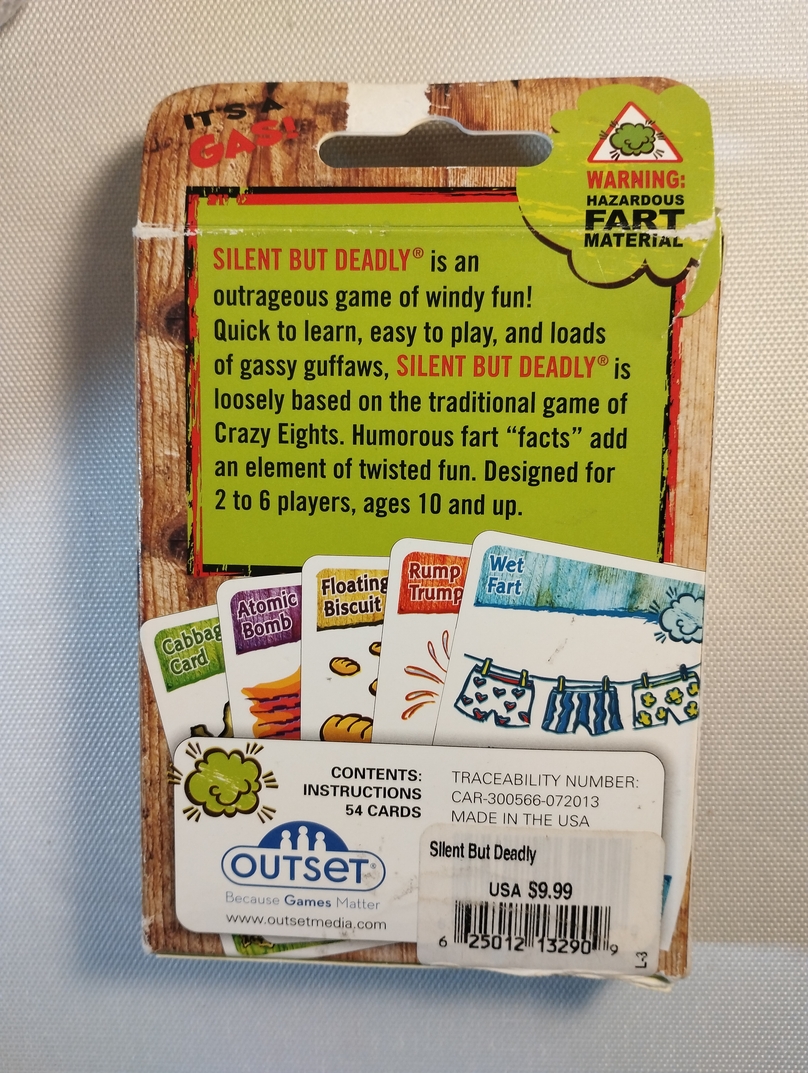 IT'S A
GAS!
WARNING:
HAZARDOUS
FART
MATERIAL
SILENT BUT DEADLY® is an
outrageous game of windy fun!
Quick to learn, easy to play, and loads
of gassy guffaws, SILENT BUT DEADLY® is
loosely based on the traditional game of
Crazy Eights. Humorous fart “facts” add
an element of twisted fun. Designed for
2 to 6 players, ages 10 and up.
Cabbag
Card
Atomic
Bomb
Floating
Biscuit
Rump
Trump
Wet
Fart
CONTENTS:
INSTRUCTIONS
54 CARDS
TRACEABILITY NUMBER:
CAR-300566-072013
MADE IN THE USA
OUTSET®
Because Games Matter
www.outsetmedia.com
SIlent But Deadly
USA $9.99
6 25012 13290 9
L-3